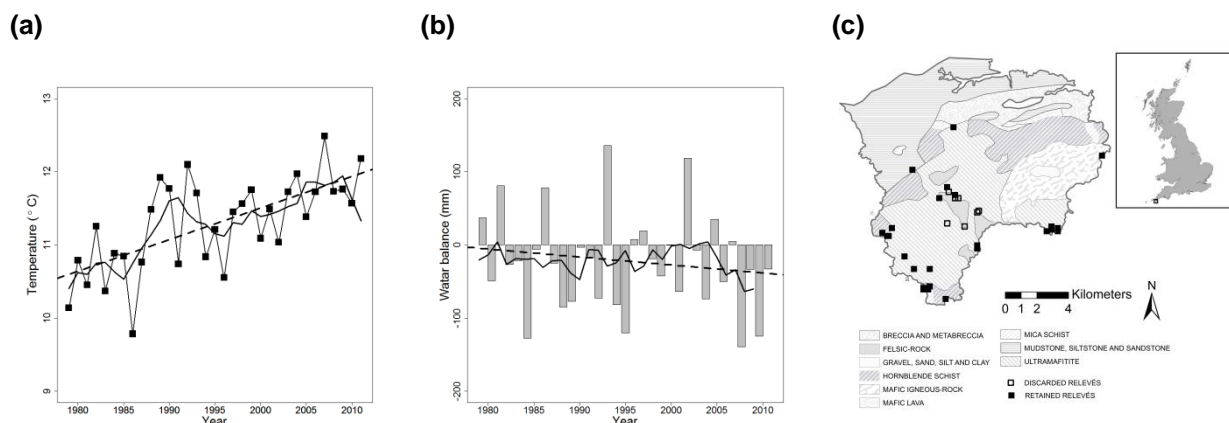 (a)
13
12
11
10
9
Temperature (° C)
1980 1985 1990 1995 2000 2005 2010
Year
(b)
200
100
0
-100
-200
Watar balance (mm)
1980 1985 1990 1995 2000 2005 2010
Year
(c)
Kilometers
0 1 2 4
N
BRECCIA AND METABRECCIA
FELSIC-ROCK
GRAVEL, SAND, SILT AND CLAY
HORNBLENDE SCHIST
MAFIC IGNEOUS-ROCK
MAFIC LAVA
MICA SCHIST
MUDSTONE, SILTSTONE AND SANDSTONE
ULTRAMAFITITE
DISCARDED RELEVÉS
RETAINED RELEVÉS